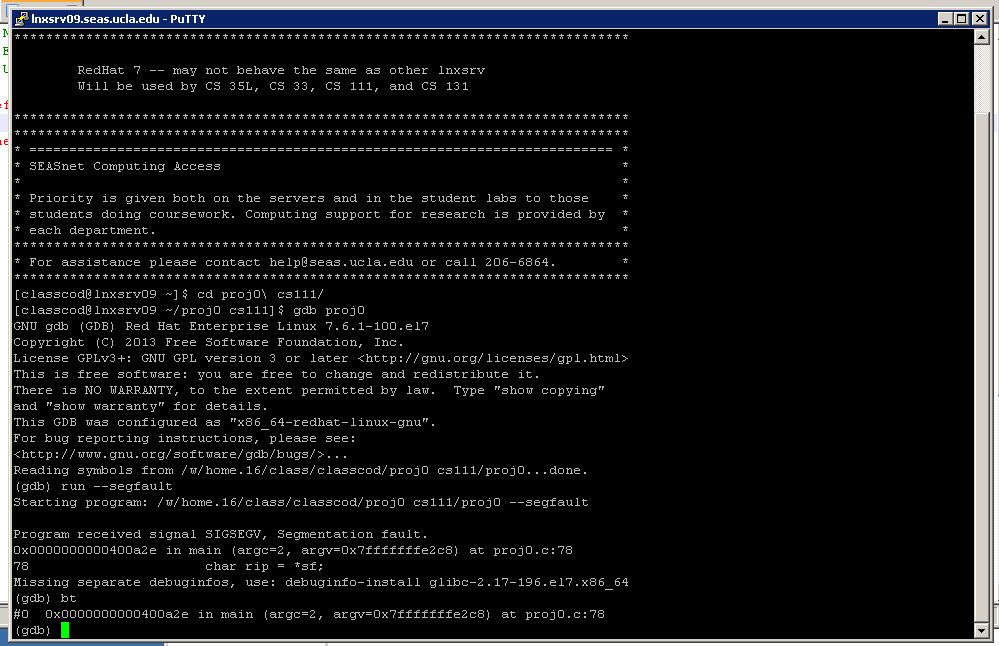 lnxsrv09.seas.ucla.edu - PuTTY
*****************************************************************************
RedHat 7 -- may not behave the same as other lnxsrv
Will be used by CS 35L, CS 33, CS 111, and CS 131
*****************************************************************************
*****************************************************************************
* ========================================================================= *
* SEASnet Computing Access *
* *
* Priority is given both on the servers and in the student labs to those *
* students doing coursework. Computing support for research is provided by *
* each department. *
*****************************************************************************
* For assistance please contact help@seas.ucla.edu or call 206-6864. *
*****************************************************************************
[classcod@lnxsrv09 ~]$ cd proj0\ cs111/
[classcod@lnxsrv09 ~/proj0 cs111]$ gdb proj0
GNU gdb (GDB) Red Hat Enterprise Linux 7.6.1-100.el7
Copyright (C) 2013 Free Software Foundation, Inc.
License GPLv3+: GNU GPL version 3 or later <http://gnu.org/licenses/gpl.html>
This is free software: you are free to change and redistribute it.
There is NO WARRANTY, to the extent permitted by law.  Type "show copying"
and "show warranty" for details.
This GDB was configured as "x86_64-redhat-linux-gnu".
For bug reporting instructions, please see:
<http://www.gnu.org/software/gdb/bugs/>...
Reading symbols from /w/home.16/class/classcod/proj0 cs111/proj0...done.
(gdb) run --segfault
Starting program: /w/home.16/class/classcod/proj0 cs111/proj0 --segfault
Program received signal SIGSEGV, Segmentation fault.
0x0000000000400a2e in main (argc=2, argv=0x7fffffffe2c8) at proj0.c:78
78 char rip = *sf;
Missing separate debuginfos, use: debuginfo-install glibc-2.17-196.el7.x86_64
(gdb) bt
#0  0x0000000000400a2e in main (argc=2, argv=0x7fffffffe2c8) at proj0.c:78
(gdb)